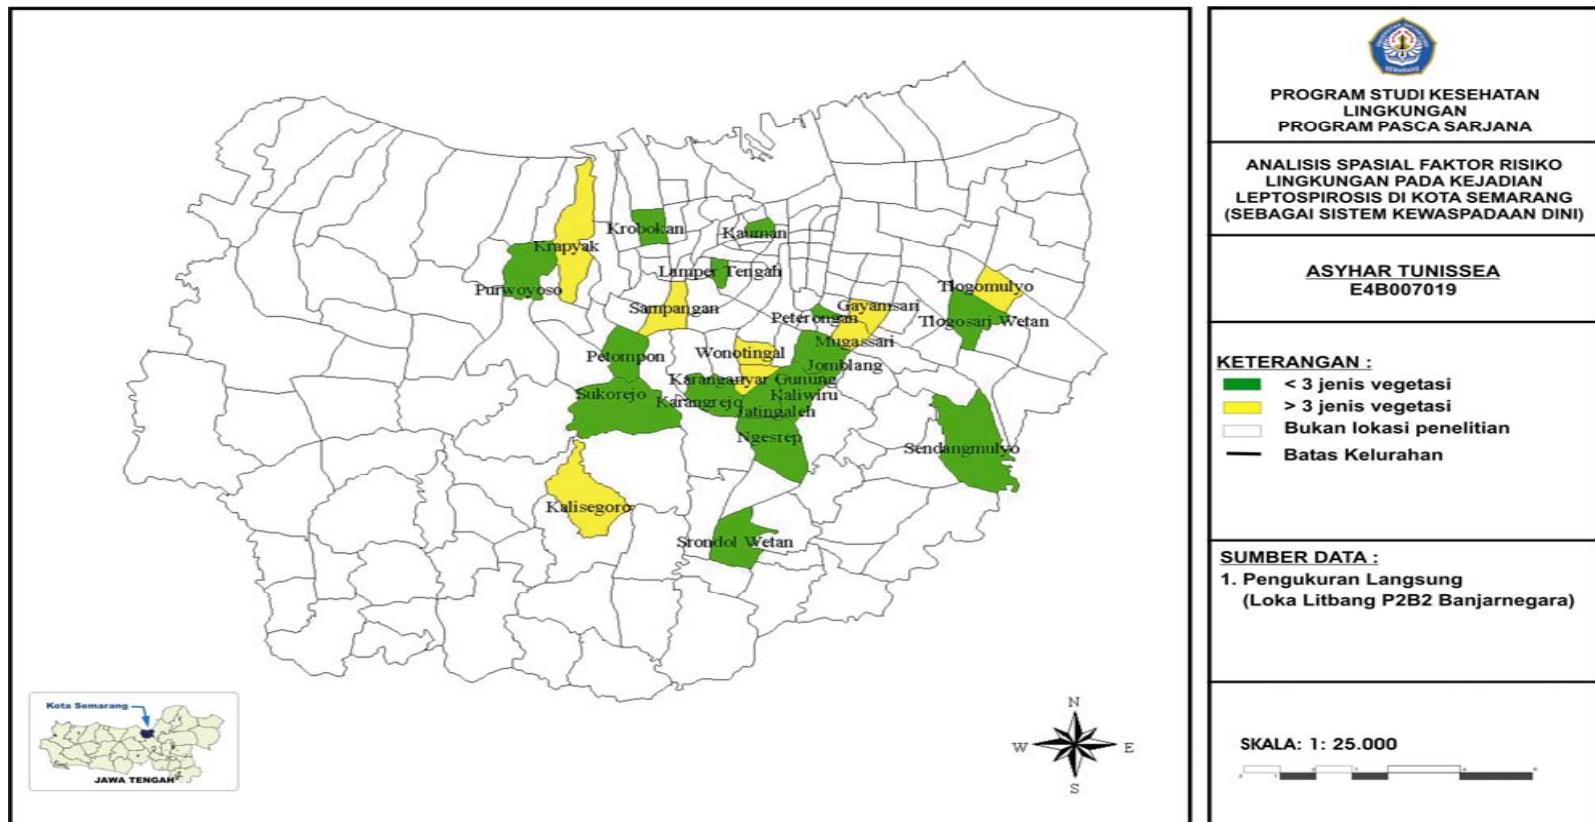 Krobokan
Kauman
Krapyak
Lamper Tengah
Purwoyoso
Tlogomulyo
Sampangan
Gayamsari
Peterongan
Tlogosari Wetan
Mugassari
Petompon
Wonotingal
Jomblang
Karanganyar Gunung
Sukorejo
Karangrejo
Kaliwiru
Jatingaleh
Ngesrep
Sendangmulyo
Kalisegoro
Srondol Wetan
Kota Semarang
JAWA TENGAH
N
W
E
S
SEMARANG
PROGRAM STUDI KESEHATAN
LINGKUNGAN
PROGRAM PASCA SARJANA
ANALISIS SPASIAL FAKTOR RISIKO
LINGKUNGAN PADA KEJADIAN
LEPTOSPIROSIS DI KOTA SEMARANG
(SEBAGAI SISTEM KEWASPADAAN DINI)
ASYHAR TUNISSEA
E4B007019
KETERANGAN :
< 3 jenis vegetasi
> 3 jenis vegetasi
Bukan lokasi penelitian
Batas Kelurahan
SUMBER DATA :
1. Pengukuran Langsung
(Loka Litbang P2B2 Banjarnegara)
SKALA: 1: 25.000